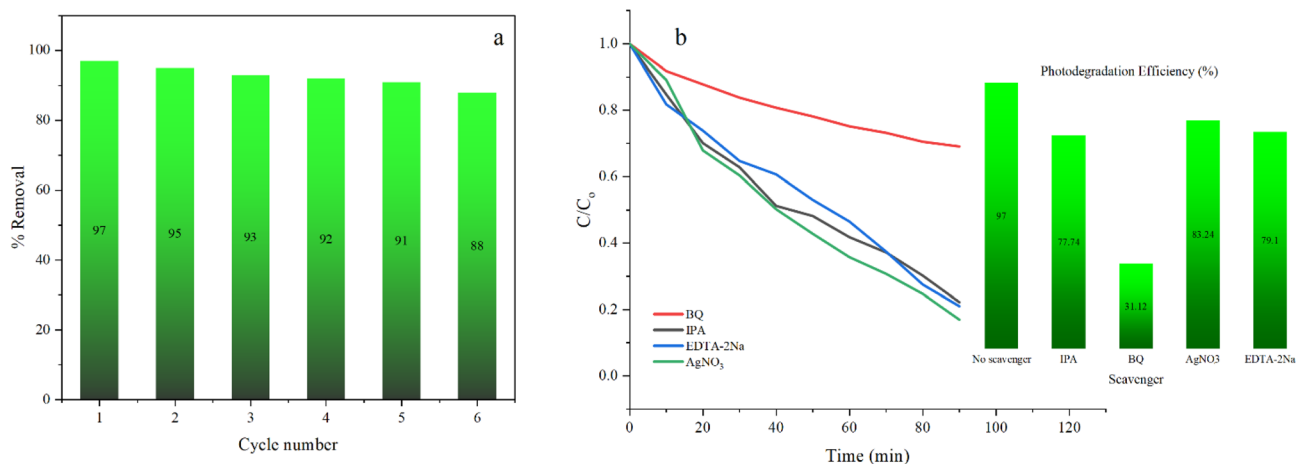 a
100
80
60
40
20
0
% Removal
97
95
93
92
91
88
1 2 3 4 5 6
Cycle number
b
1.0
0.8
0.6
0.4
0.2
0.0
C/C₀
BQ
IPA
EDTA-2Na
AgNO₃
0 20 40 60 80 100 120
Time (min)
Photodegradation Efficiency (%)
97
77.74
31.12
83.24
79.1
No scavenger IPA BQ AgNO3 EDTA-2Na
Scavenger